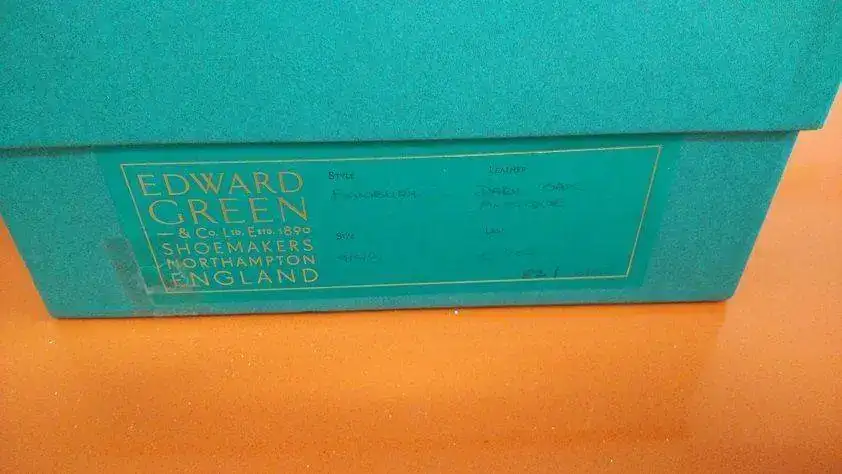 EDWARD
GREEN
— & Co. Ltd. Estd. 1890
SHOEMAKERS
NORTHAMPTON
ENGLAND
STYLE
LEATHER
DARK OAK
ANTIQUE
SIZE
LAST